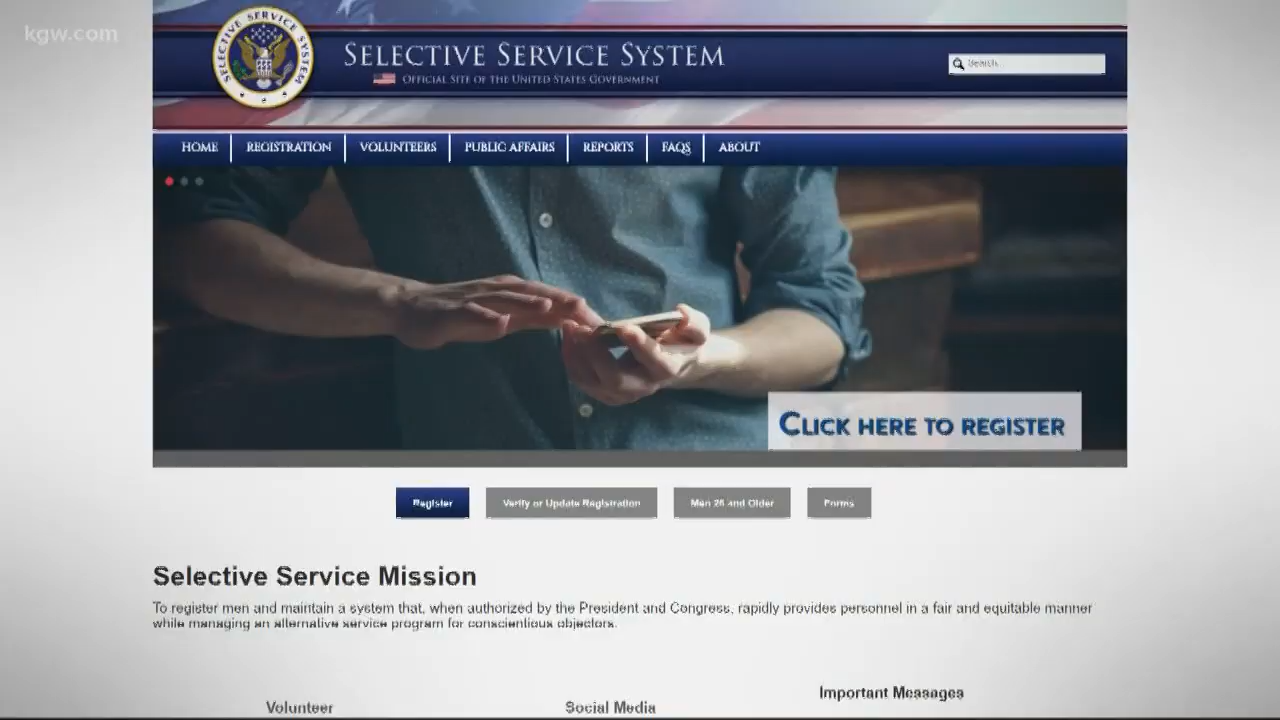 kgw.com
SELECTIVE SERVICE SYSTEM
SELECTIVE SERVICE SYSTEM
OFFICIAL SITE OF THE UNITED STATES GOVERNMENT
Search
HOME
REGISTRATION
VOLUNTEERS
PUBLIC AFFAIRS
REPORTS
FAQS
ABOUT
CLICK HERE TO REGISTER
Register
Verify or Update Registration
Men 26 and Older
Forms
Selective Service Mission
To register men and maintain a system that, when authorized by the President and Congress, rapidly provides personnel in a fair and equitable manner
while managing an alternative service program for conscientious objectors.
Important Messages
Volunteer
Social Media